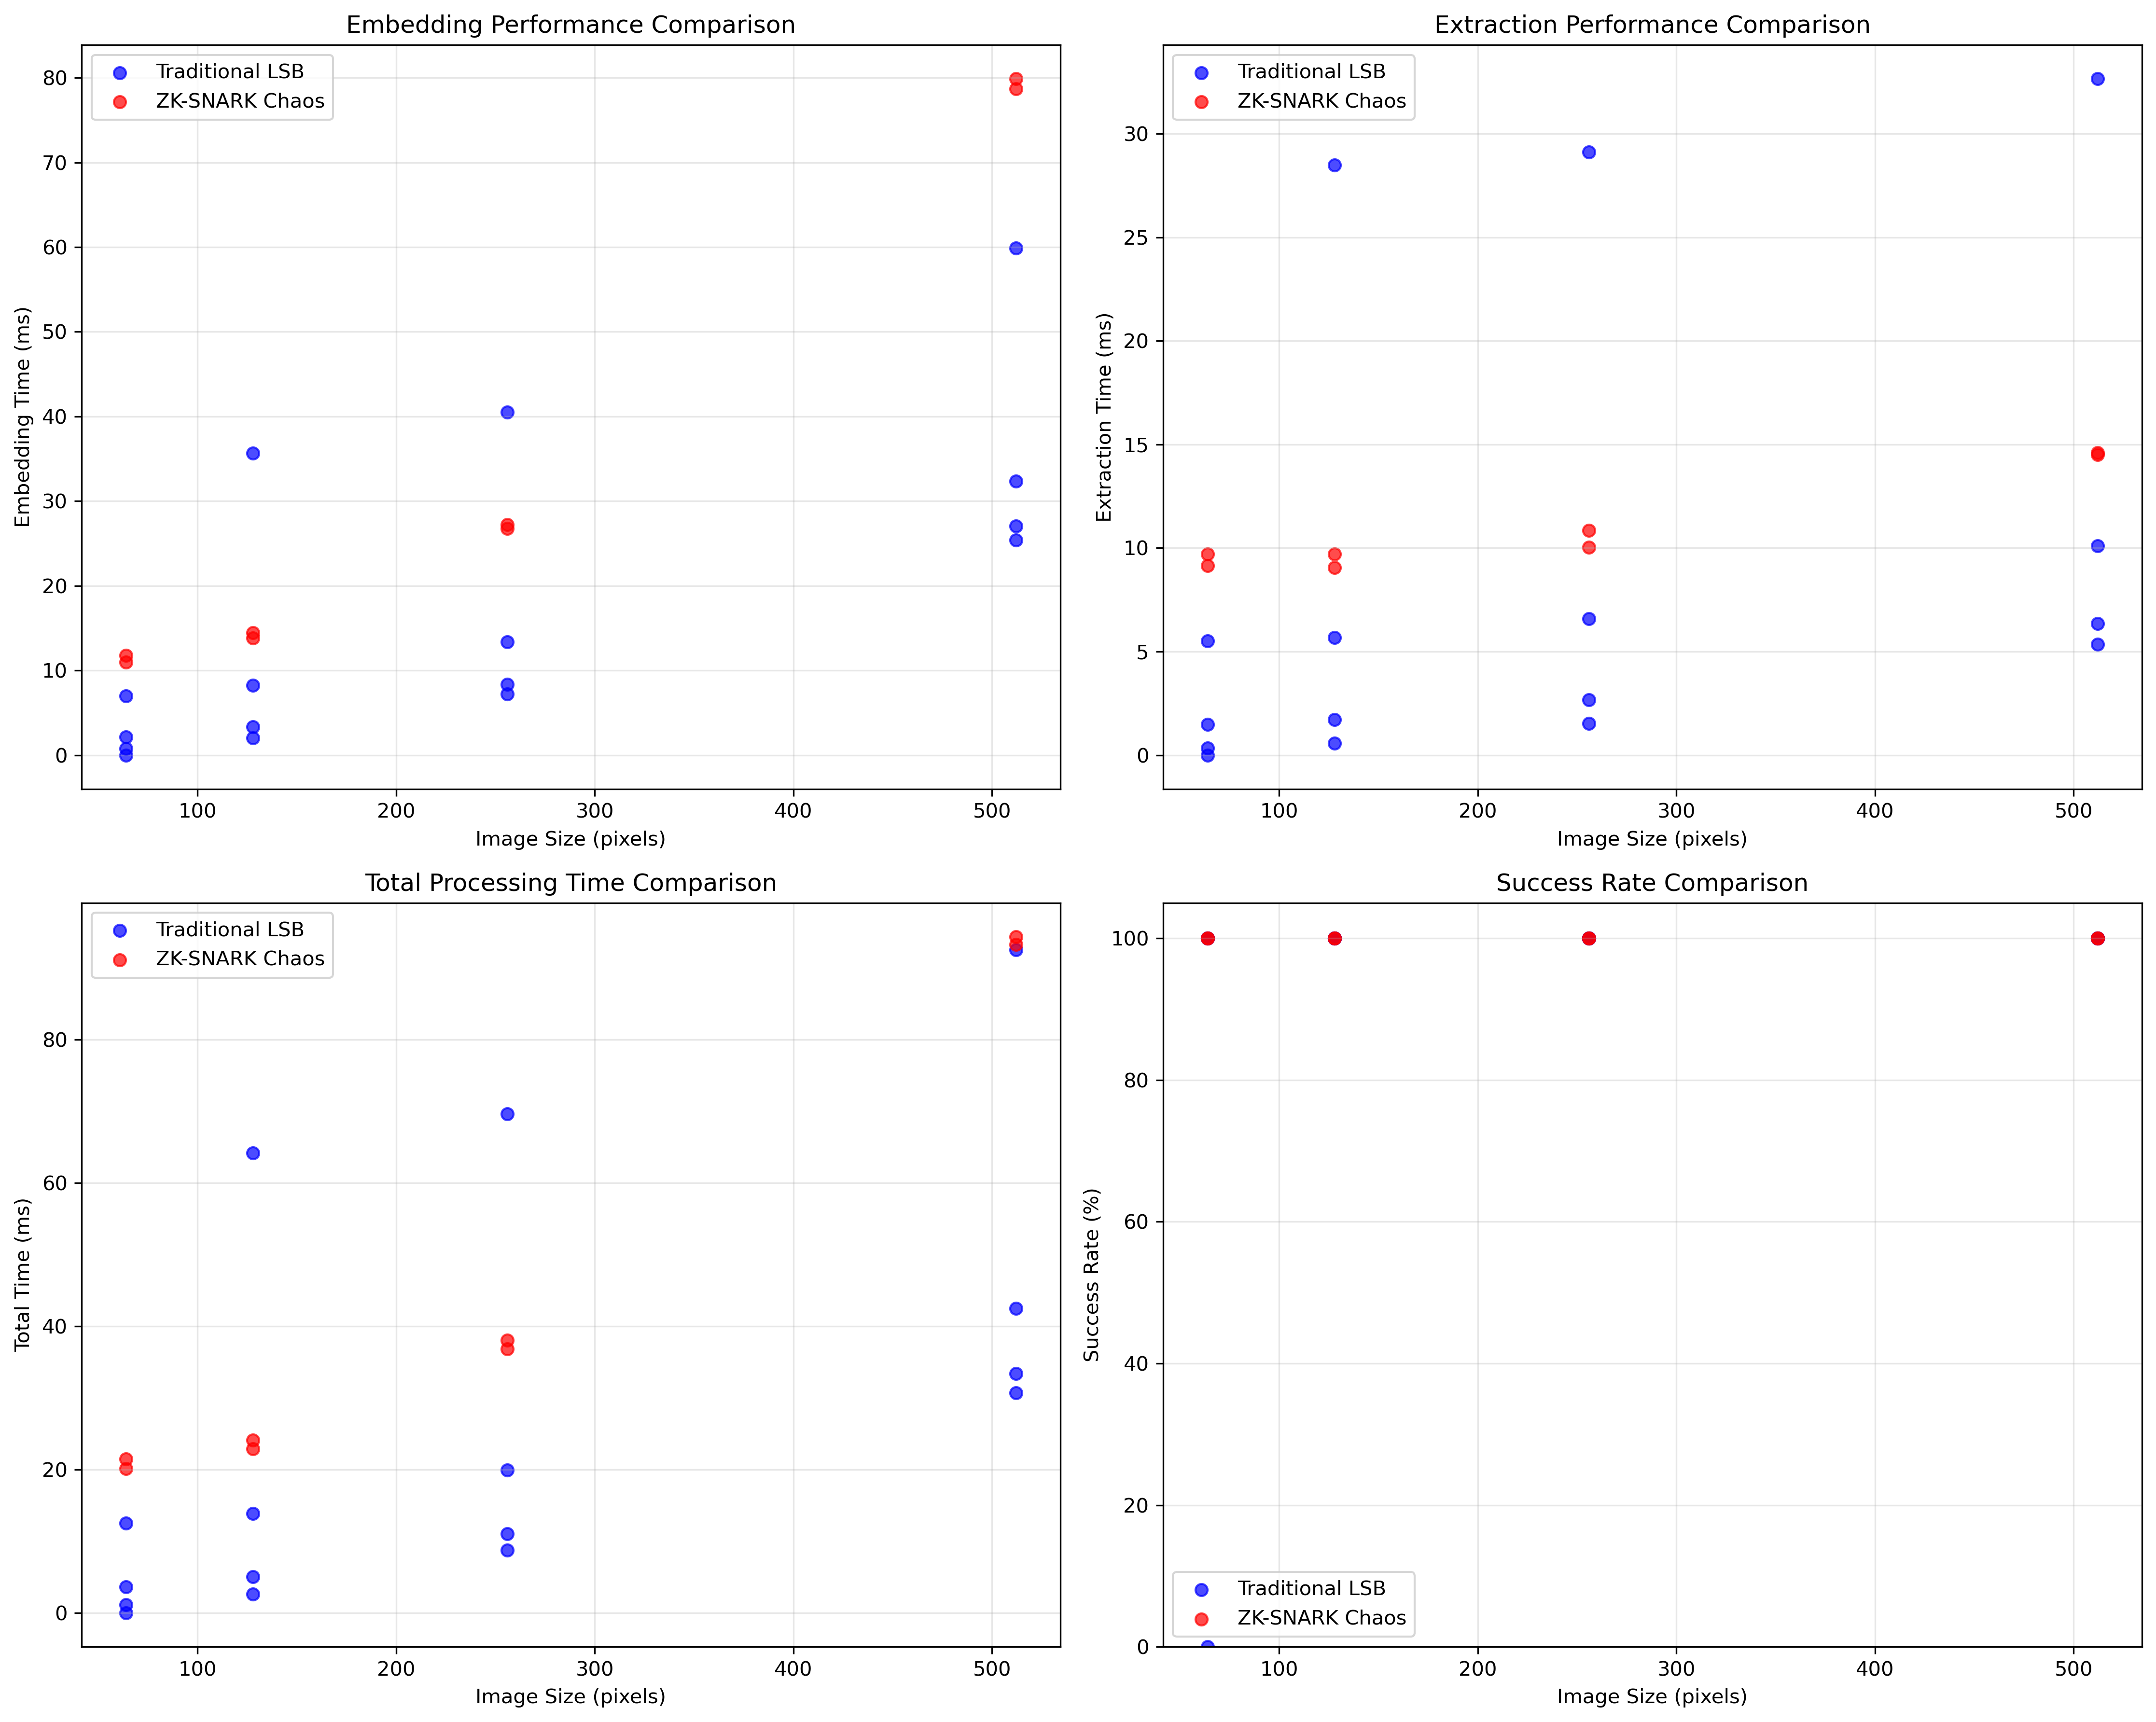 Embedding Performance Comparison
Traditional LSB
ZK-SNARK Chaos
80
70
60
50
40
30
20
10
0
Embedding Time (ms)
100 200 300 400 500
Image Size (pixels)
Extraction Performance Comparison
Traditional LSB
ZK-SNARK Chaos
30
25
20
15
10
5
0
Extraction Time (ms)
100 200 300 400 500
Image Size (pixels)
Total Processing Time Comparison
Traditional LSB
ZK-SNARK Chaos
80
60
40
20
0
Total Time (ms)
100 200 300 400 500
Image Size (pixels)
Success Rate Comparison
100
80
60
40
20
0
Success Rate (%)
Traditional LSB
ZK-SNARK Chaos
100 200 300 400 500
Image Size (pixels)